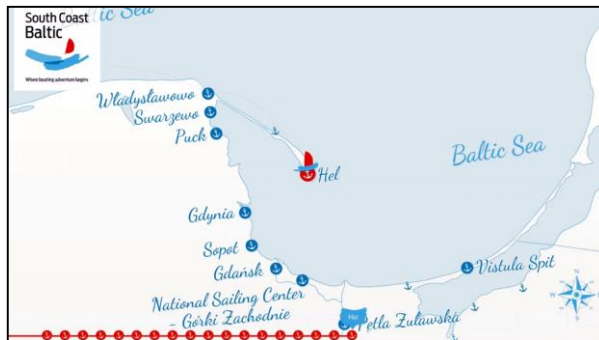 South Coast
Baltic
Where boating adventure begins
Baltic Sea
Władysławowo
Swarzewo
Puck
Hel
Baltic Sea
Gdynia
Sopot
Gdańsk
National Sailing Center
- Górki Zachodnie
Vistula Spit
Hel
Pętla Żuławska
N
W
E
S